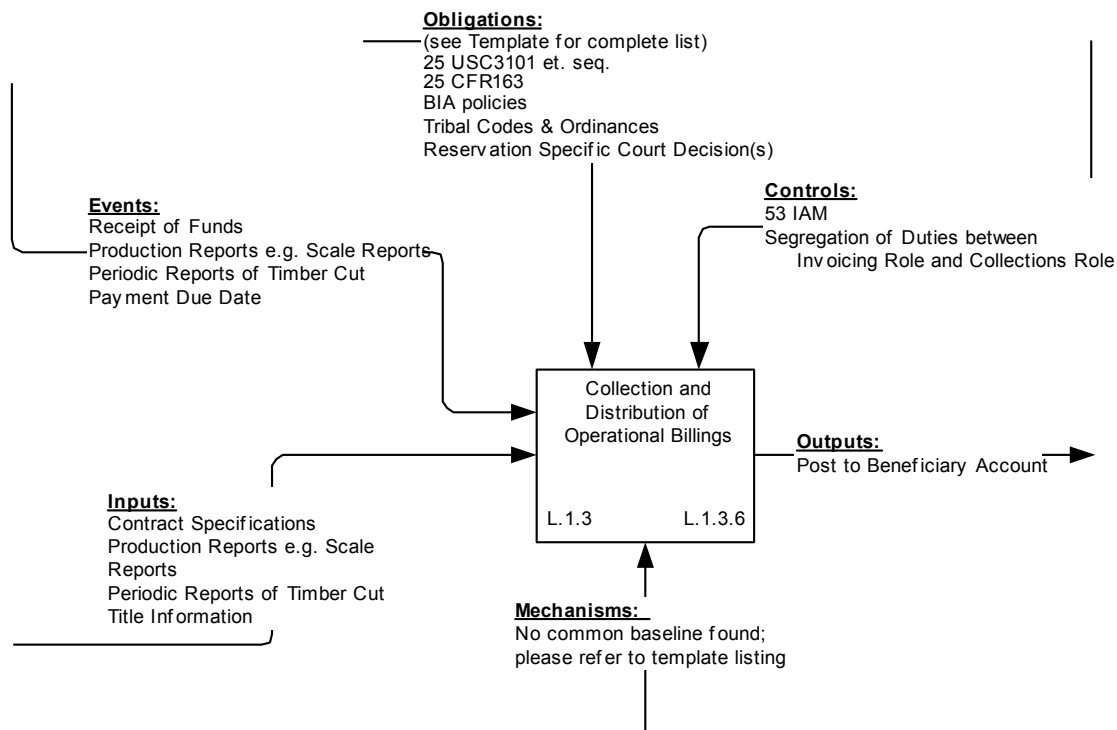 Obligations:
(see Template for complete list)
25 USC3101 et. seq.
25 CFR163
BIA policies
Tribal Codes & Ordinances
Reservation Specific Court Decision(s)
Controls:
53 IAM
Segregation of Duties between
Invoicing Role and Collections Role
Events:
Receipt of Funds
Production Reports e.g. Scale Reports
Periodic Reports of Timber Cut
Payment Due Date
Collection and
Distribution of
Operational Billings
L.1.3 L.1.3.6
Outputs:
Post to Beneficiary Account
Inputs:
Contract Specifications
Production Reports e.g. Scale
Reports
Periodic Reports of Timber Cut
Title Information
Mechanisms:
No common baseline found;
please refer to template listing